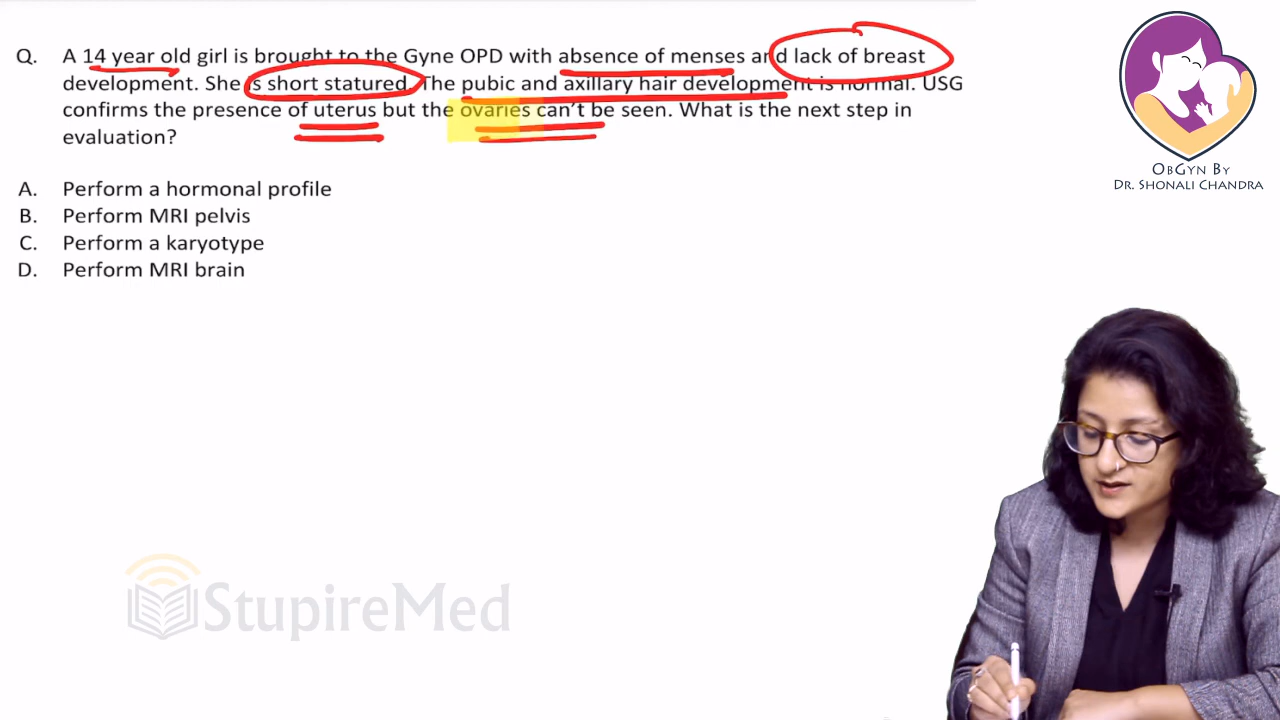 Q. A 14 year old girl is brought to the Gyne OPD with absence of menses and lack of breast
development. She is short statured. The pubic and axillary hair development is normal. USG
confirms the presence of uterus but the ovaries can't be seen. What is the next step in
evaluation?
A. Perform a hormonal profile
B. Perform MRI pelvis
C. Perform a karyotype
D. Perform MRI brain
OBGYN BY
DR. SHONALI CHANDRA
StupireMed